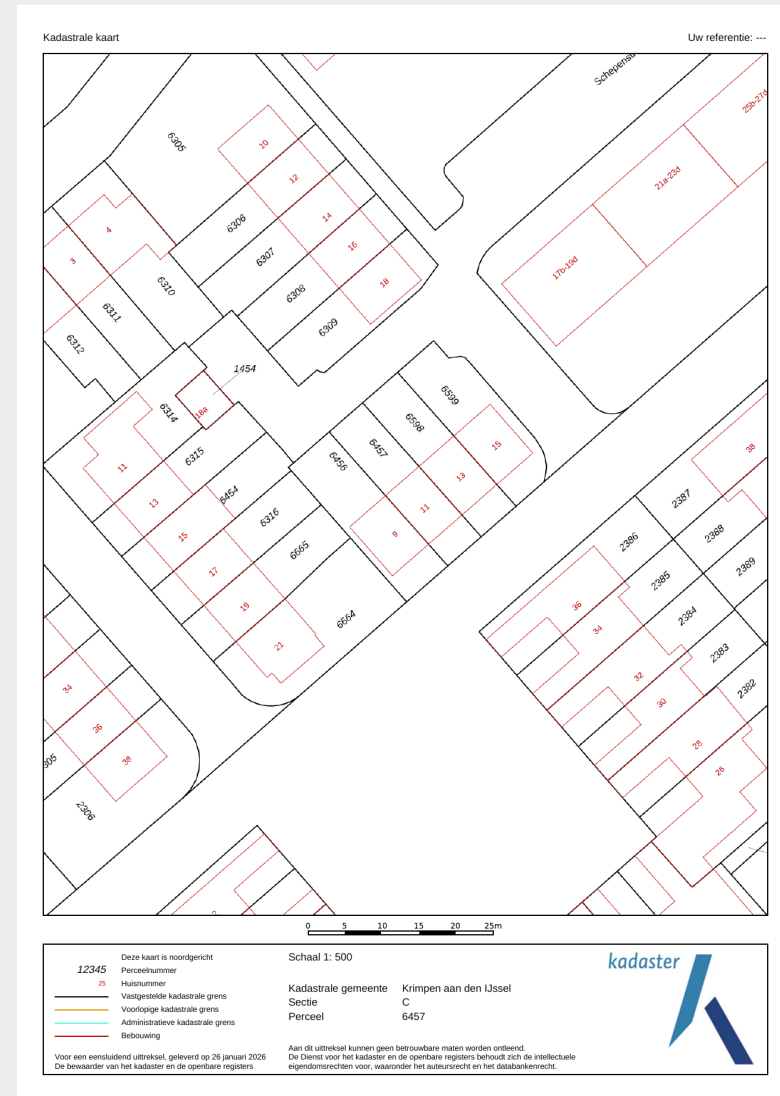 Kadastrale kaart
Uw referentie: ---
25b-27d
21a-23d
17b-19d
6305
10
12
14
16
18
6306
6307
6308
6309
4
3
6310
6311
6312
1454
18a
6314
6315
6454
6316
6665
6664
11
13
15
17
19
21
6599
6598
6457
6456
15
13
11
9
38
2387
2386
2388
2385
2389
2384
2383
2382
36
34
32
30
28
26
34
36
38
2306
0 5 10 15 20 25m
Deze kaart is noordgericht
12345 Perceelnummer
25 Huisnummer
Vastgestelde kadastrale grens
Voorlopige kadastrale grens
Administratieve kadastrale grens
Bebouwing
Voor een eensluidend uittreksel, geleverd op 26 januari 2026
De bewaarder van het kadaster en de openbare registers
Schaal 1: 500
Kadastrale gemeente Krimpen aan den IJssel
Sectie C
Perceel 6457
Aan dit uittreksel kunnen geen betrouwbare maten worden ontleend.
De Dienst voor het kadaster en de openbare registers behoudt zich de intellectuele
eigendomsrechten voor, waaronder het auteursrecht en het databankenrecht.
kadaster